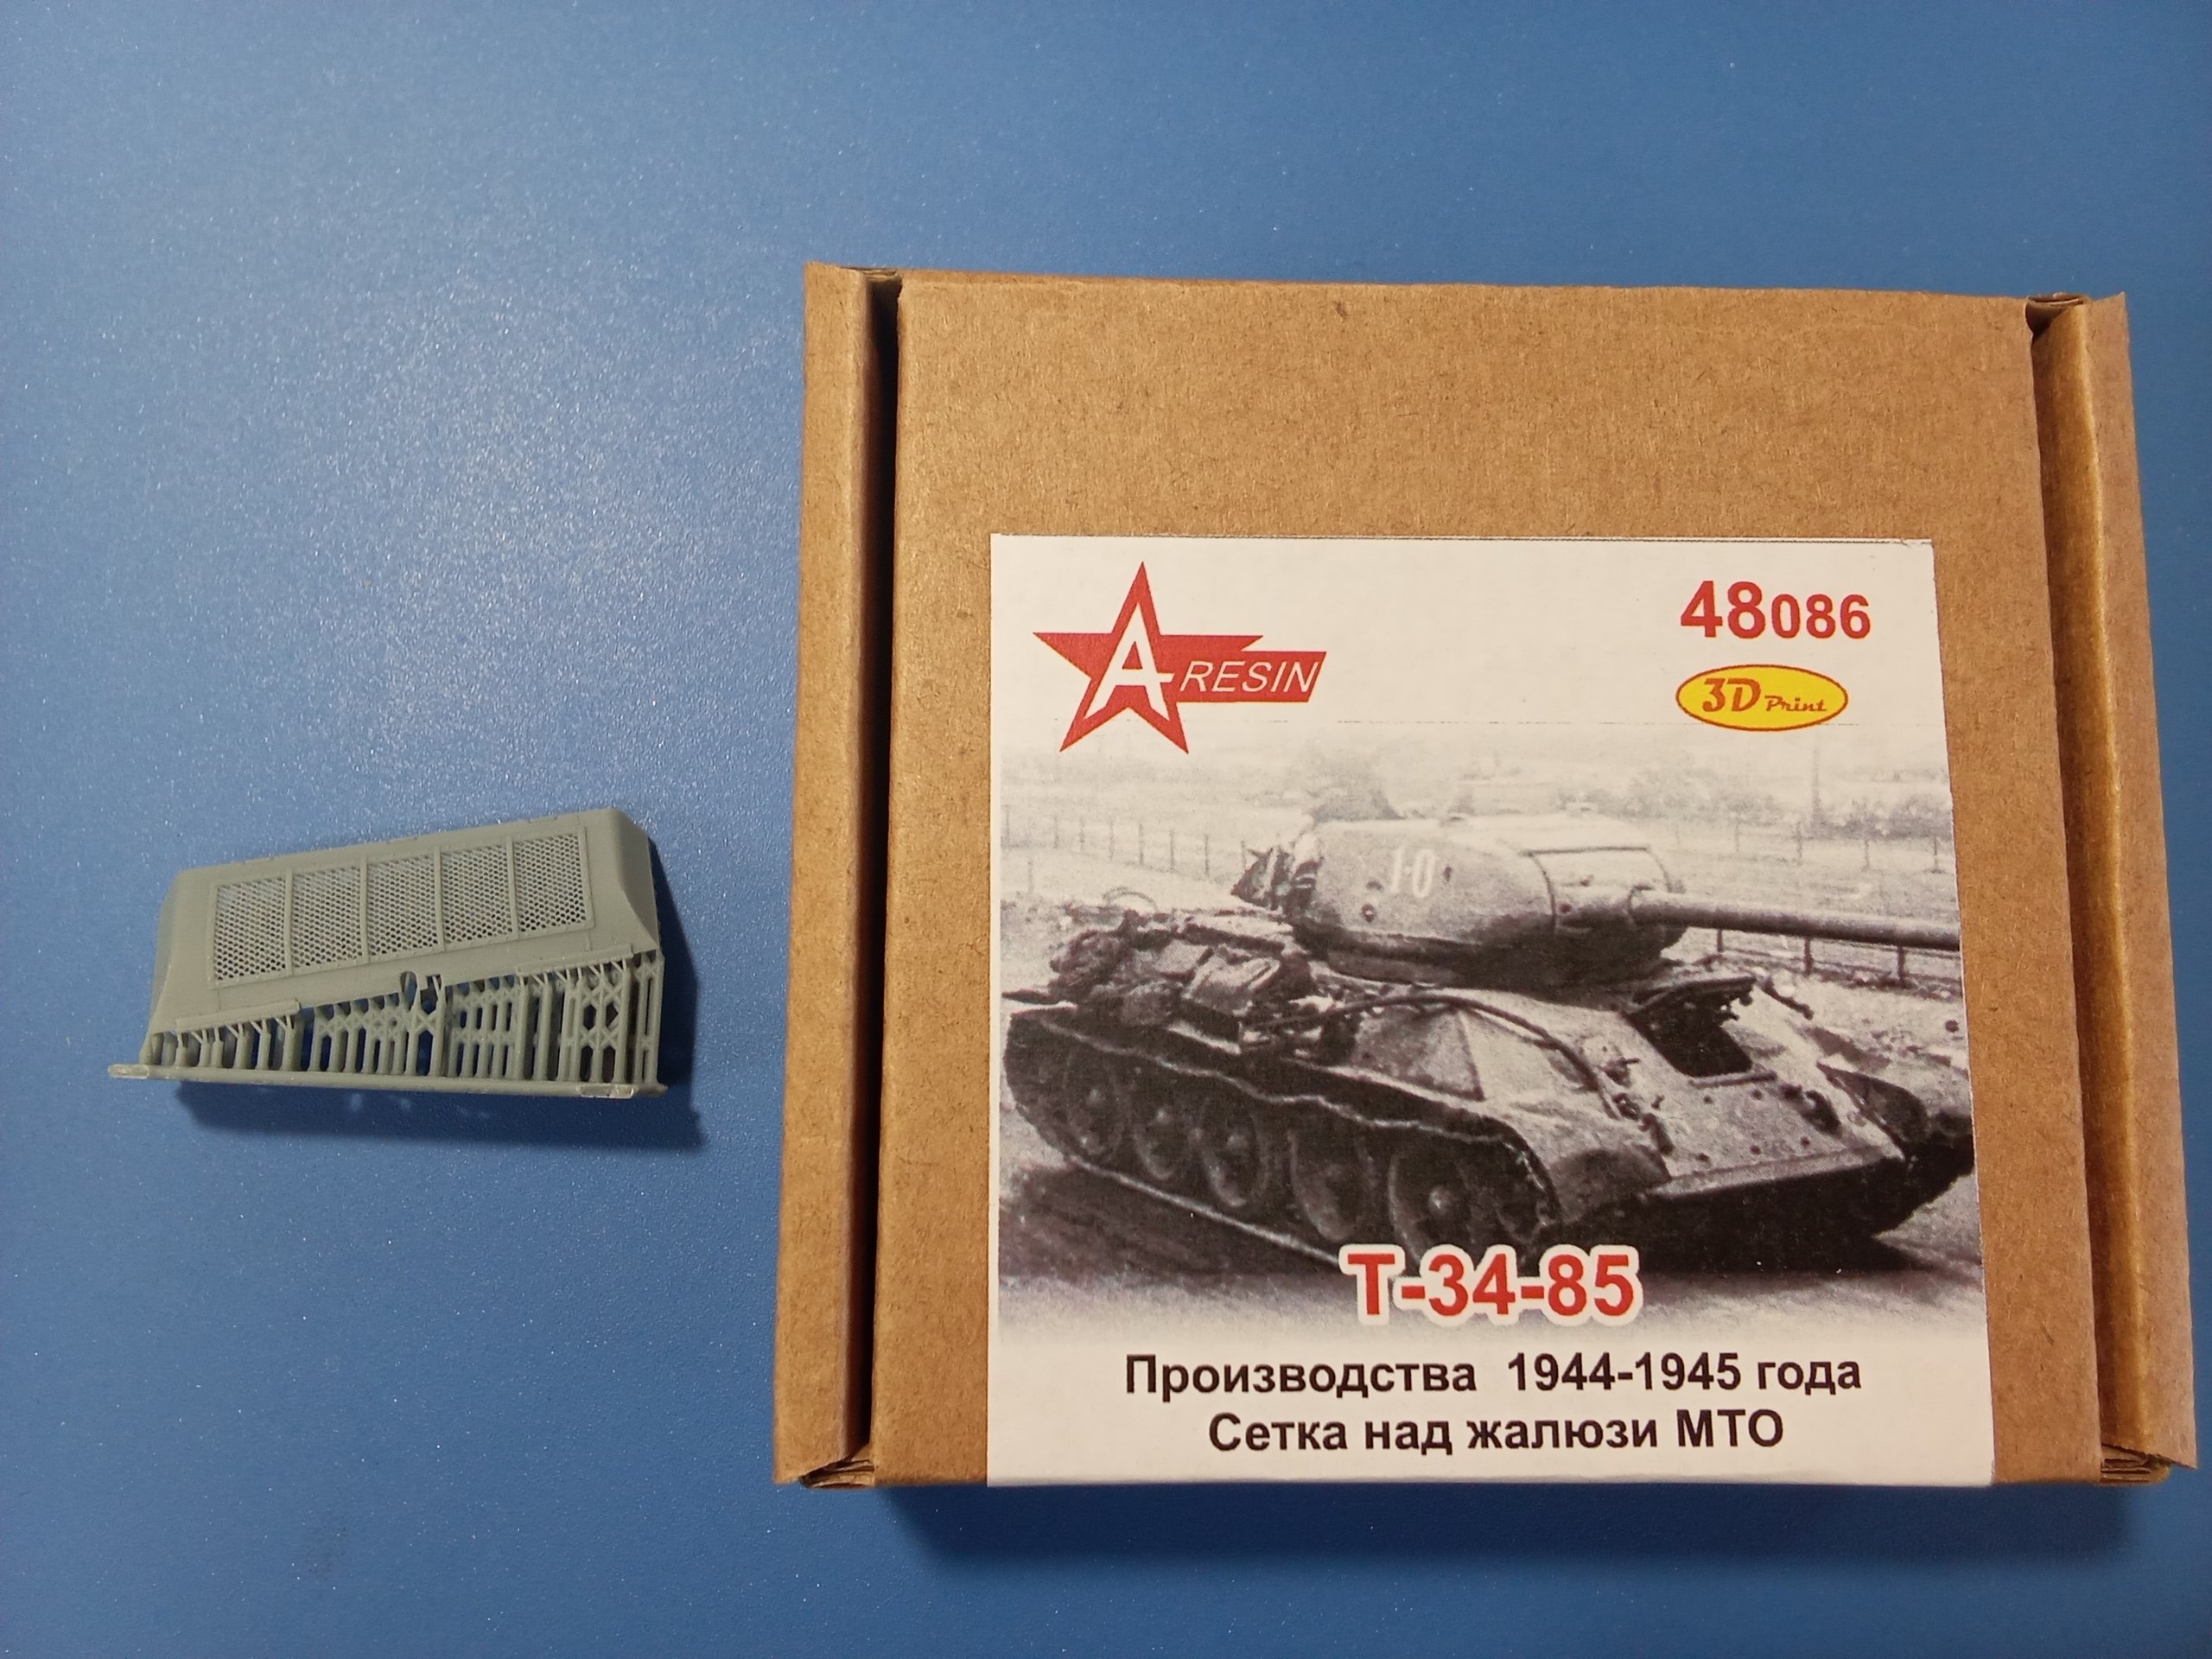 A RESIN
48086
3D Print
10
Т-34-85
Производства 1944-1945 года
Сетка над жалюзи МТО